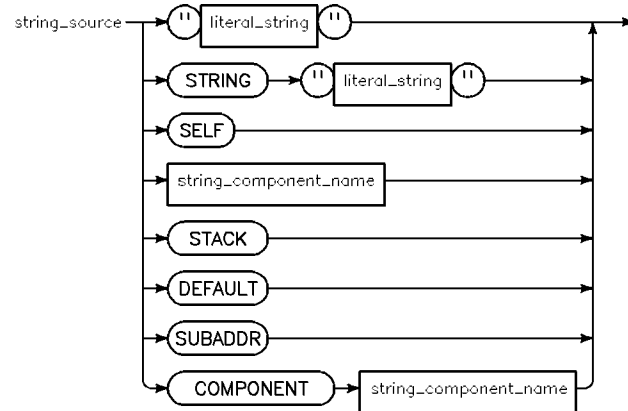 string_source " literal_string "
STRING " literal_string "
SELF
string_component_name
STACK
DEFAULT
SUBADDR
COMPONENT string_component_name